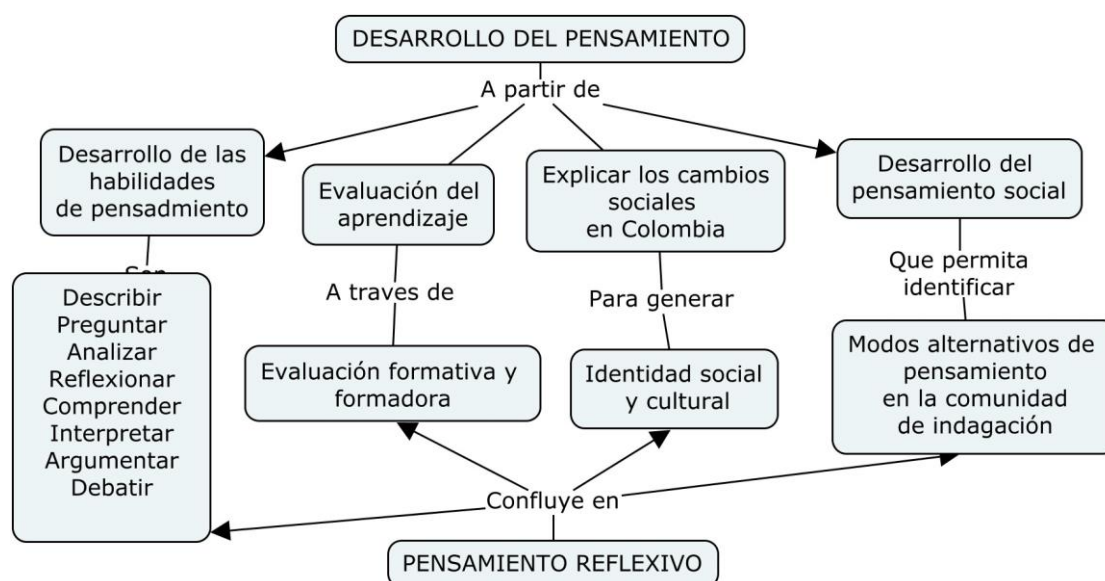 DESARROLLO DEL PENSAMIENTO
A partir de
Desarrollo de las
habilidades
de pensadmiento
Evaluación del
aprendizaje
Explicar los cambios
sociales
en Colombia
Desarrollo del
pensamiento social
A traves de
Para generar
Que permita
identificar
Describir
Preguntar
Analizar
Reflexionar
Comprender
Interpretar
Argumentar
Debatir
Evaluación formativa y
formadora
Identidad social
y cultural
Modos alternativos de
pensamiento
en la comunidad
de indagación
Confluye en
PENSAMIENTO REFLEXIVO